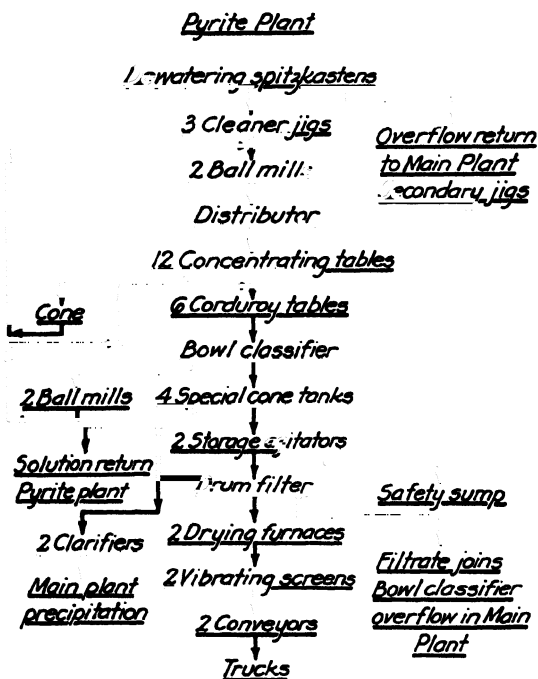 Pyrite Plant
Dewatering spitzkastens
3 Cleaner jigs
2 Ball mills
Distributor
12 Concentrating tables
6 Corduroy tables
Bowl classifier
4 Special cone tanks
2 Storage agitators
Drum filter
2 Drying furnaces
2 Vibrating screens
2 Conveyors
Trucks
Cone
2 Ball mills
Solution return
Pyrite plant
2 Clarifiers
Main plant
precipitation
Overflow return
to Main Plant
Secondary jigs
Safety sump
Filtrate joins
Bowl classifier
overflow in Main
Plant